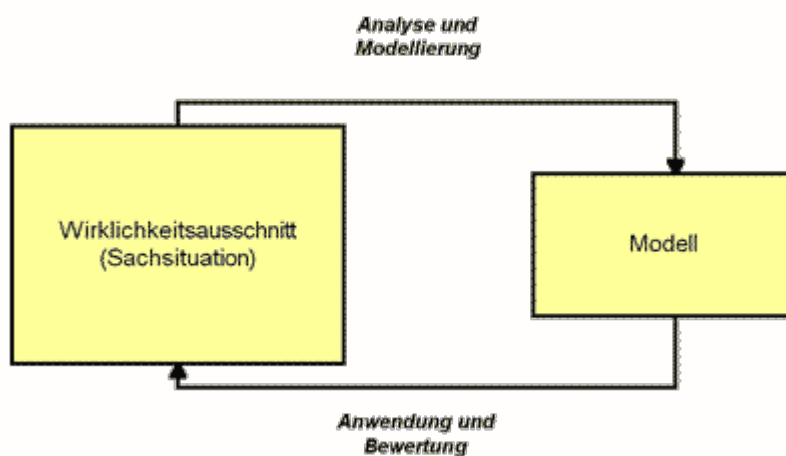 Analyse und
Modellierung
Wirklichkeitsausschnitt
(Sachsituation)
Modell
Anwendung und
Bewertung